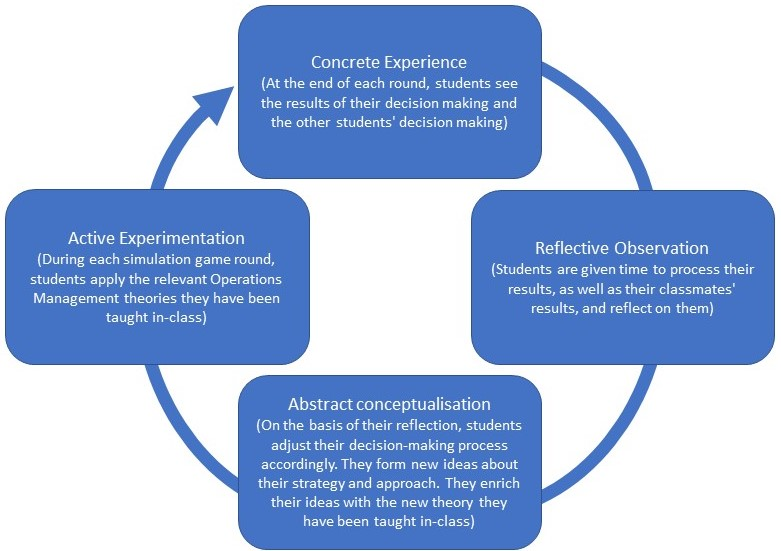 Concrete Experience
(At the end of each round, students see
the results of their decision making and
the other students' decision making)
Reflective Observation
(Students are given time to process their
results, as well as their classmates'
results, and reflect on them)
Abstract conceptualisation
(On the basis of their reflection, students
adjust their decision-making process
accordingly. They form new ideas about
their strategy and approach. They enrich
their ideas with the new theory they
have been taught in-class)
Active Experimentation
(During each simulation game round,
students apply the relevant Operations
Management theories they have been
taught in-class)